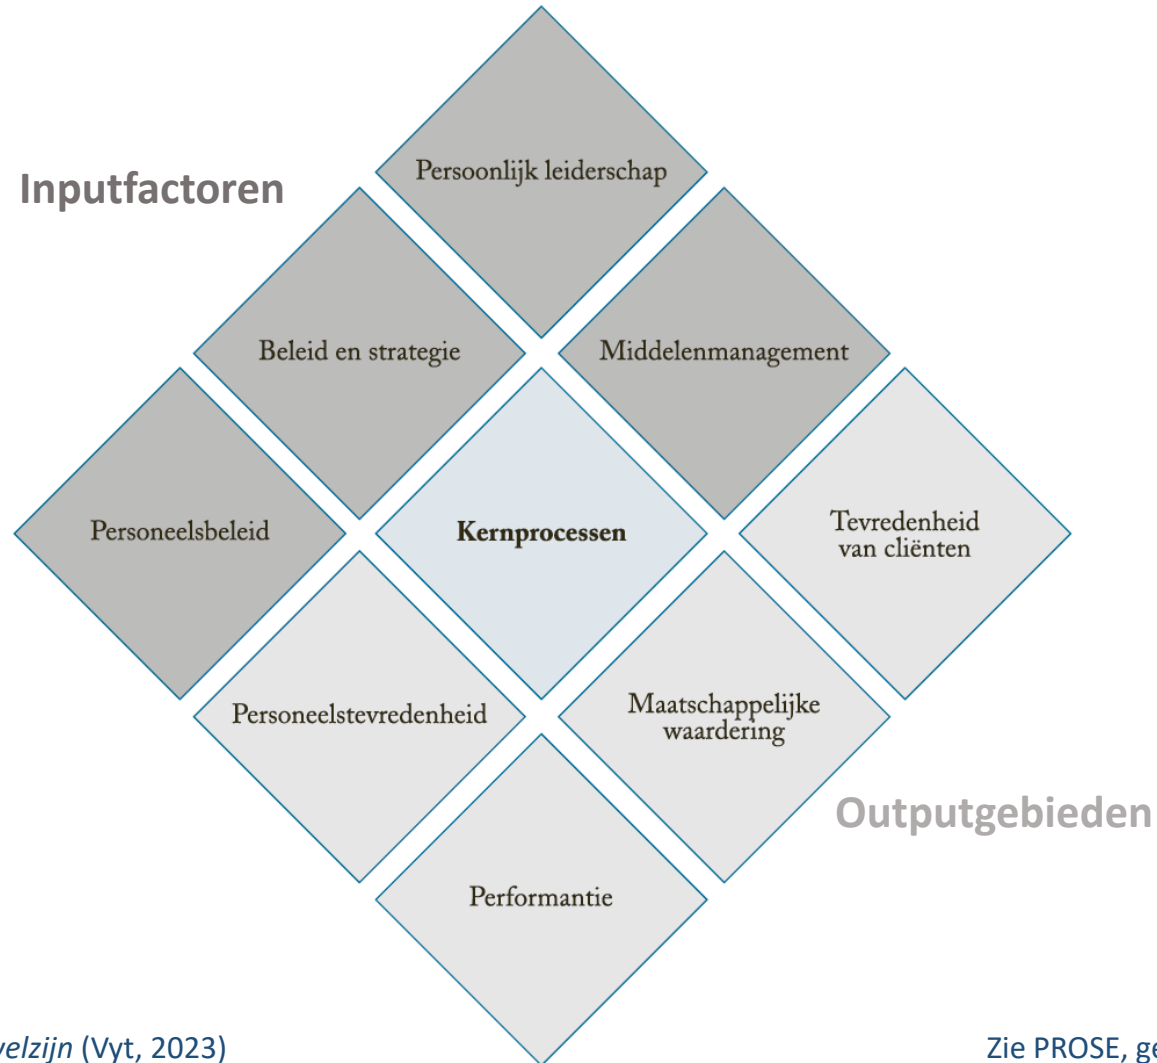 Persoonlijk leiderschap
Inputfactoren
Beleid en strategie
Middelenmanagement
Personeelsbeleid
Kernprocessen
Tevredenheid
van cliënten
Personeelstevredenheid
Maatschappelijke
waardering
Outputgebieden
Performantie
welzijn (Vyt, 2023)
Zie PROSE, ge